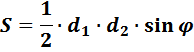 S = 1/2 · d₁ · d₂ · sin φ